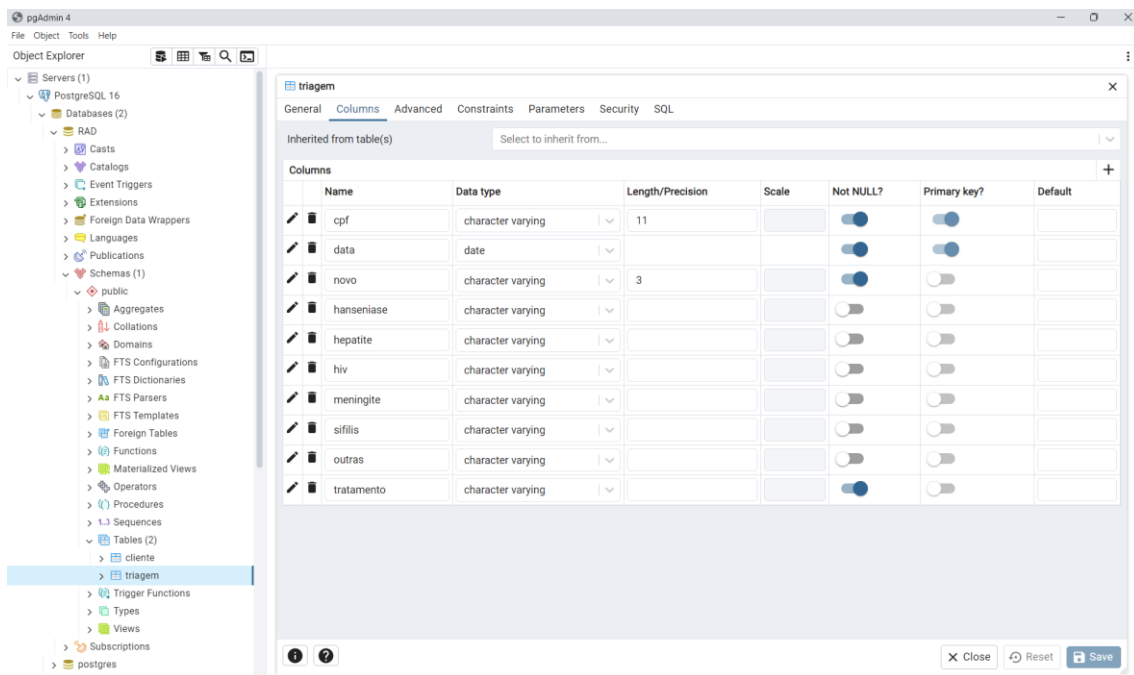 pgAdmin 4
File Object Tools Help
Object Explorer
Servers (1)
PostgreSQL 16
Databases (2)
RAD
Casts
Catalogs
Event Triggers
Extensions
Foreign Data Wrappers
Languages
Publications
Schemas (1)
public
Aggregates
Collations
Domains
FTS Configurations
FTS Dictionaries
FTS Parsers
FTS Templates
Foreign Tables
Functions
Materialized Views
Operators
Procedures
1..3 Sequences
Tables (2)
cliente
triagem
Trigger Functions
Types
Views
Subscriptions
postgres
triagem
General Columns Advanced Constraints Parameters Security SQL
Inherited from table(s) Select to inherit from...
Columns
Name Data type Length/Precision Scale Not NULL? Primary key? Default
cpf character varying 11
data date
novo character varying 3
hanseniase character varying
hepatite character varying
hiv character varying
meningite character varying
sifilis character varying
outras character varying
tratamento character varying
Close Reset Save